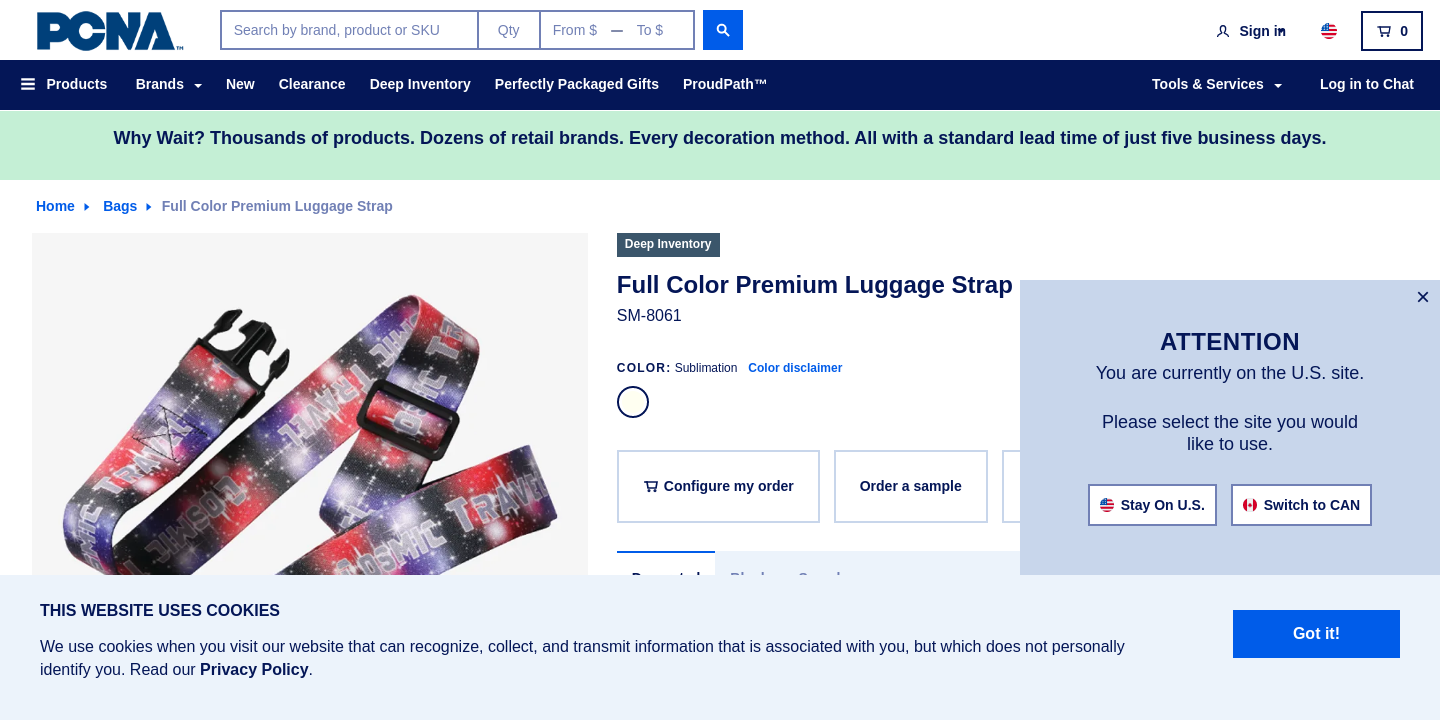 PCNA™
Search by brand, product or SKU
Qty
From $ — To $
Sign in
0
Products
Brands
New
Clearance
Deep Inventory
Perfectly Packaged Gifts
ProudPath™
Tools & Services
Log in to Chat
Why Wait? Thousands of products. Dozens of retail brands. Every decoration method. All with a standard lead time of just five business days.
Home
Bags
Full Color Premium Luggage Strap
Deep Inventory
Full Color Premium Luggage Strap
SM-8061
COLOR: Sublimation Color disclaimer
Configure my order
Order a sample
×
ATTENTION
You are currently on the U.S. site.
Please select the site you would
like to use.
Stay On U.S.
Switch to CAN
THIS WEBSITE USES COOKIES
We use cookies when you visit our website that can recognize, collect, and transmit information that is associated with you, but which does not personally
identify you. Read our Privacy Policy.
Got it!